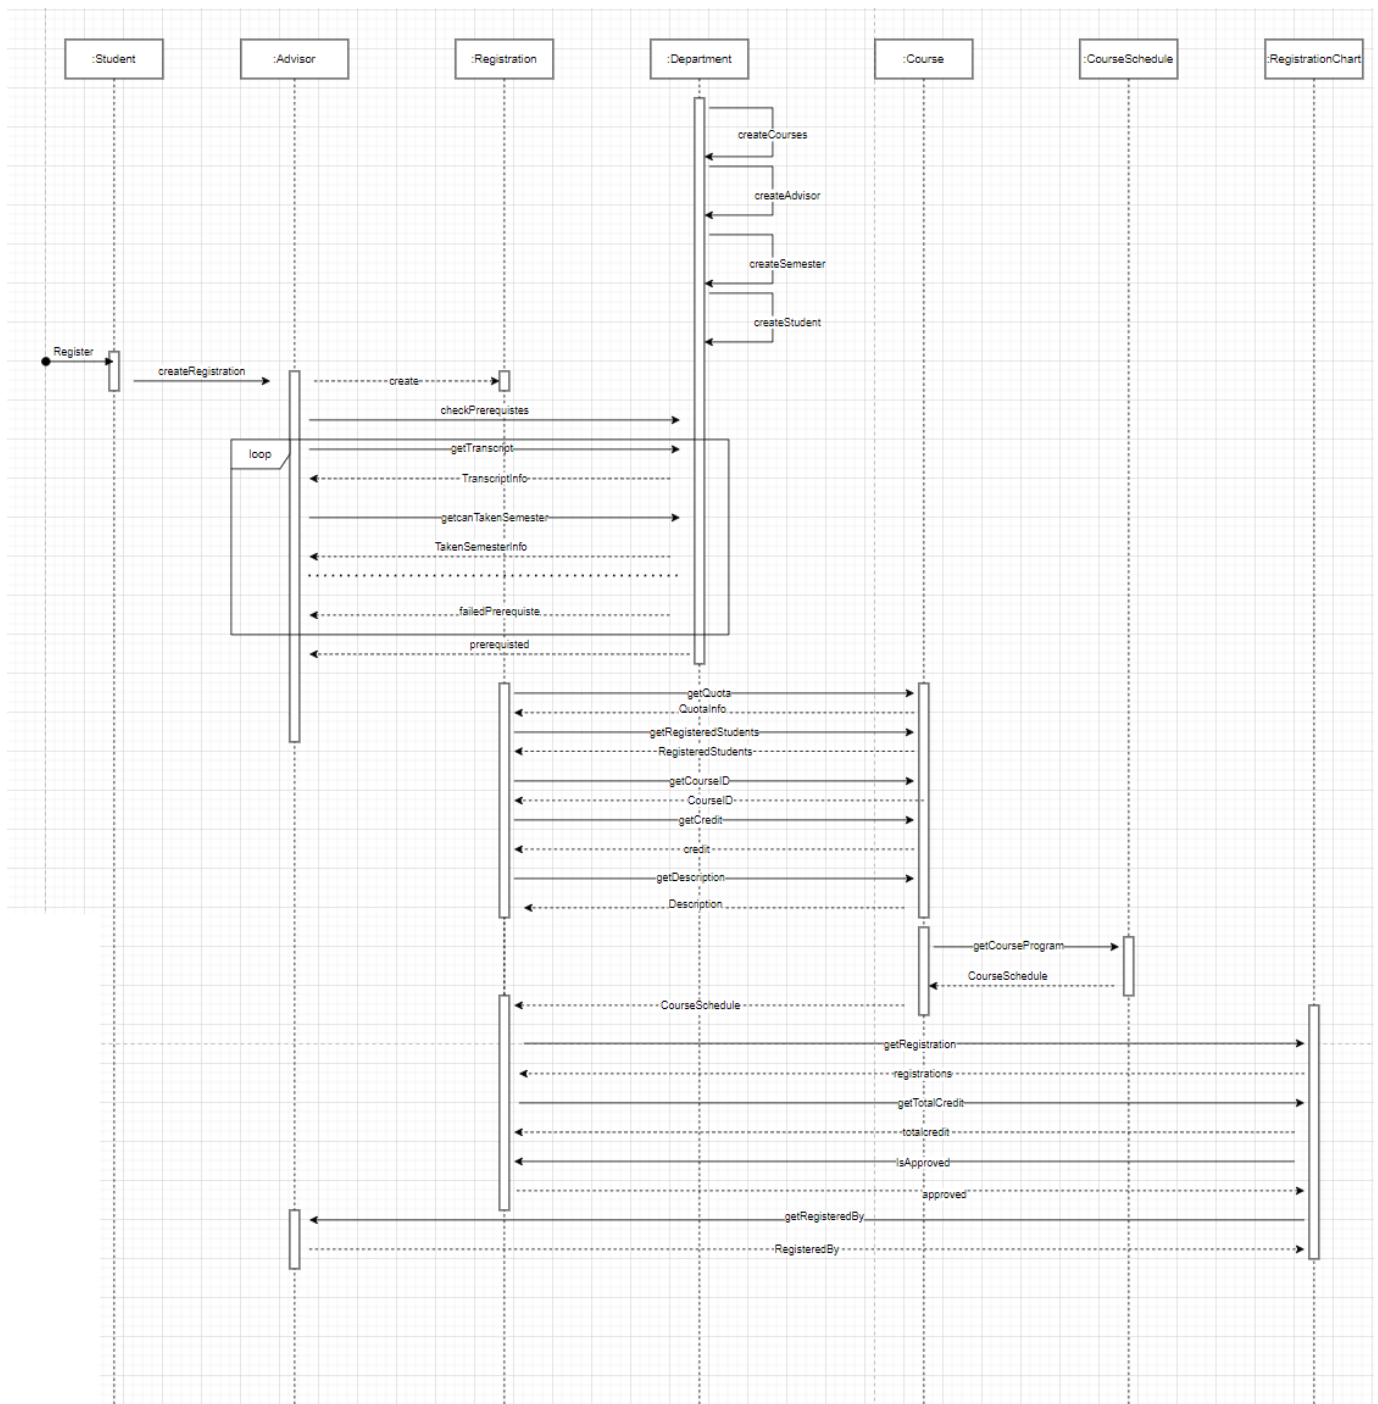 :Student
:Advisor
:Registration
:Department
:Course
:CourseSchedule
:RegistrationChart
createCourses
createAdvisor
createSemester
createStudent
Register
createRegistration
create
checkPrerequistes
loop
getTranscript
TranscriptInfo
getcanTakenSemester
TakenSemesterInfo
failedPrerequiste
prerequisted
getQuota
QuotaInfo
getRegisteredStudents
RegisteredStudents
getCourseID
CourseID
getCredit
credit
getDescription
Description
getCourseProgram
CourseSchedule
CourseSchedule
getRegistration
registrations
getTotalCredit
totalcredit
IsApproved
approved
getRegisteredBy
RegisteredBy